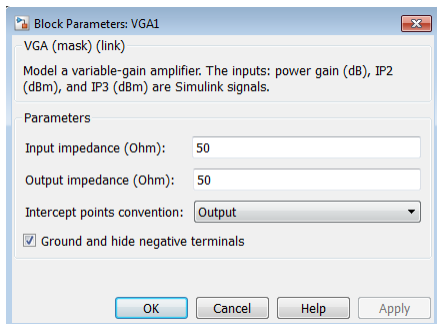 Block Parameters: VGA1
VGA (mask) (link)
Model a variable-gain amplifier. The inputs: power gain (dB), IP2
(dBm), and IP3 (dBm) are Simulink signals.
Parameters
Input impedance (Ohm): 50
Output impedance (Ohm): 50
Intercept points convention: Output
Ground and hide negative terminals
OK Cancel Help Apply